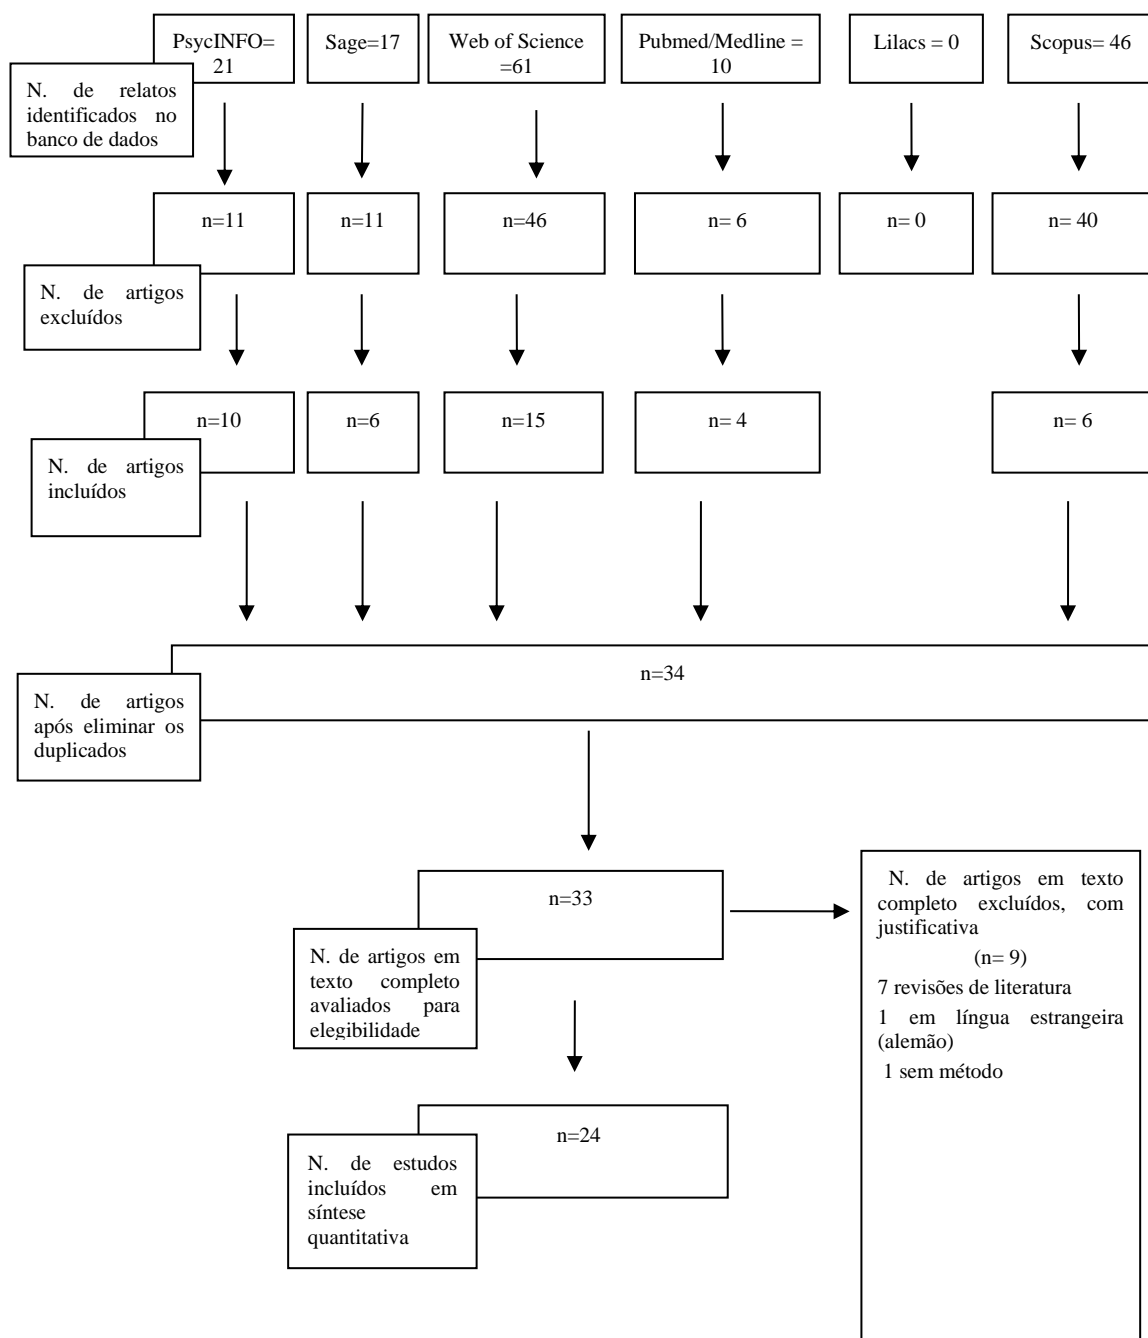 PsycINFO=
21
Sage=17
Web of Science
=61
Pubmed/Medline =
10
Lilacs = 0
Scopus= 46
N. de relatos
identificados no
banco de dados
n=11
n=11
n=46
n= 6
n= 0
n= 40
N. de artigos
excluídos
n=10
n=6
n=15
n= 4
n= 6
N. de artigos
incluídos
n=34
N. de artigos
após eliminar os
duplicados
n=33
N. de artigos em
texto completo
avaliados para
elegibilidade
N. de artigos em texto
completo excluídos, com
justificativa
(n= 9)
7 revisões de literatura
1 em língua estrangeira
(alemão)
1 sem método
n=24
N. de estudos
incluídos em
síntese
quantitativa